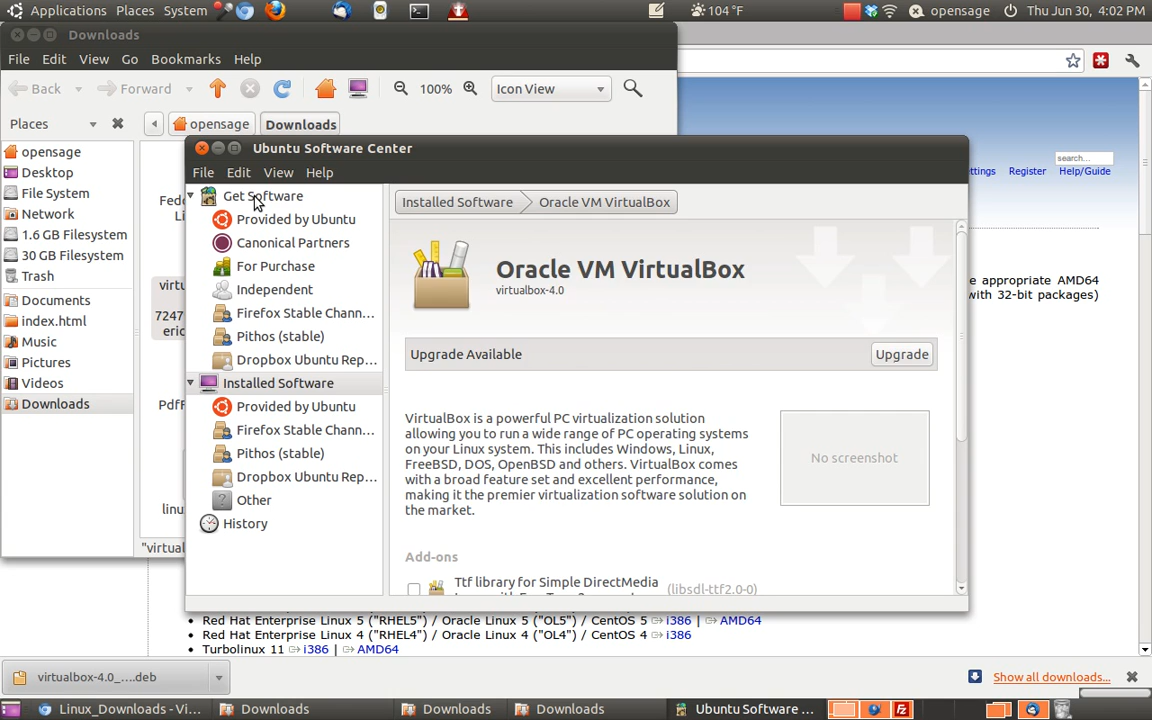 Applications Places System
104 °F
opensage
Thu Jun 30, 4:02 PM
Downloads
File Edit View Go Bookmarks Help
Back
Forward
100%
Icon View
Places
opensage
Downloads
opensage
Desktop
File System
Network
1.6 GB Filesystem
30 GB Filesystem
Trash
Documents
index.html
Music
Pictures
Videos
Downloads
Fedo
Li
virtu
7247
eric
Pdff
linu
"virtual
Ubuntu Software Center
File Edit View Help
Get Software
Provided by Ubuntu
Canonical Partners
For Purchase
Independent
Firefox Stable Chann...
Pithos (stable)
Dropbox Ubuntu Rep...
Installed Software
Provided by Ubuntu
Firefox Stable Chann...
Pithos (stable)
Dropbox Ubuntu Rep...
Other
History
Installed Software
Oracle VM VirtualBox
Oracle VM VirtualBox
virtualbox-4.0
Upgrade Available
Upgrade
VirtualBox is a powerful PC virtualization solution
allowing you to run a wide range of PC operating systems
on your Linux system. This includes Windows, Linux,
FreeBSD, DOS, OpenBSD and others. VirtualBox comes
with a broad feature set and excellent performance,
making it the premier virtualization software solution on
the market.
No screenshot
Add-ons
Ttf library for Simple DirectMedia
(libsdl-ttf2.0-0)
search...
ttings Register Help/Guide
e appropriate AMD64
with 32-bit packages)
Red Hat Enterprise Linux 5 ("RHEL5") / Oracle Linux 5 ("OL5") / CentOS 5 i386 | AMD64
Red Hat Enterprise Linux 4 ("RHEL4") / Oracle Linux 4 ("OL4") / CentOS 4 i386
Turbolinux 11 i386 | AMD64
virtualbox-4.0_....deb
Show all downloads...
Linux_Downloads - Vi...
Downloads
Downloads
Downloads
Ubuntu Software ...